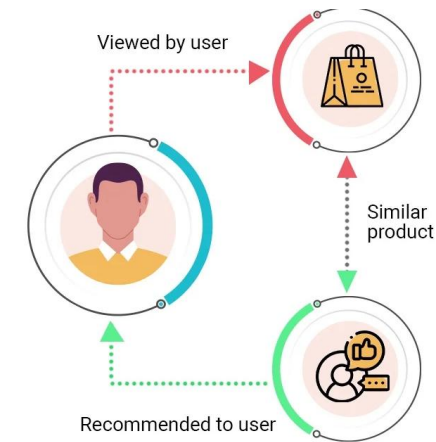 Viewed by user
Similar
product
Recommended to user